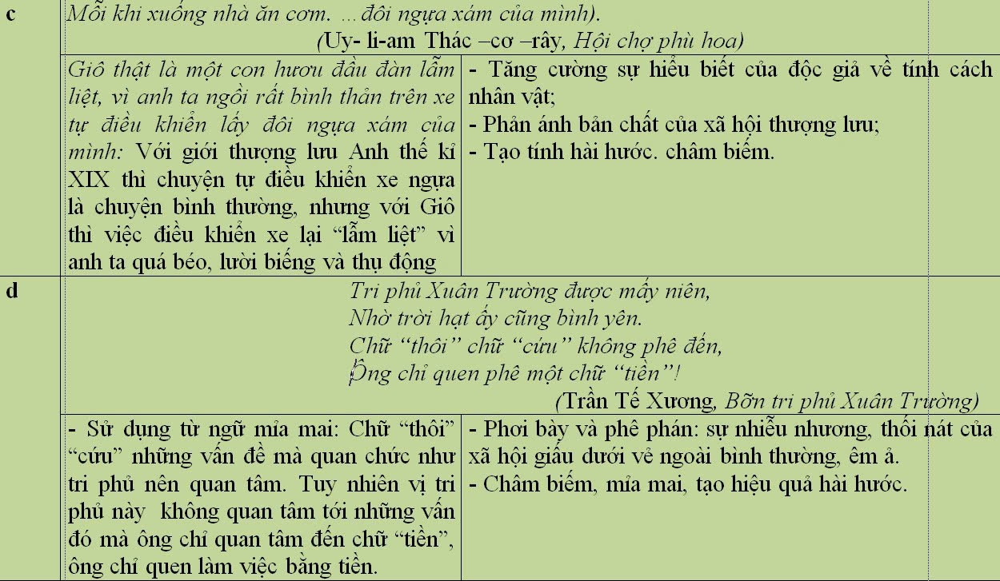 c
Mỗi khi xuống nhà ăn cơm. ... đôi ngựa xám của mình).
(Uy- li-am Thác –cơ –rây, Hội chợ phù hoa)
Giô thật là một con hươu đầu đàn lẫm
liệt, vì anh ta ngồi rất bình thản trên xe
tự điều khiển lấy đôi ngựa xám của
mình: Với giới thượng lưu Anh thế kỉ
XIX thì chuyện tự điều khiển xe ngựa
là chuyện bình thường, nhưng với Giô
thì việc điều khiển xe lại “lẫm liệt” vì
anh ta quá béo, lười biếng và thụ động
- Tăng cường sự hiểu biết của độc giả về tính cách
nhân vật;
- Phản ánh bản chất của xã hội thượng lưu;
- Tạo tính hài hước. châm biếm.
d
Tri phủ Xuân Trường được mấy niên,
Nhờ trời hạt ấy cũng bình yên.
Chữ “thôi” chữ “cứu” không phê đến,
Ông chỉ quen phê một chữ “tiền”!
(Trần Tế Xương, Bỡn tri phủ Xuân Trường)
- Sử dụng từ ngữ mỉa mai: Chữ “thôi”
“cứu” những vấn đề mà quan chức như
tri phủ nên quan tâm. Tuy nhiên vị tri
phủ này không quan tâm tới những vấn
đó mà ông chỉ quan tâm đến chữ “tiền”,
ông chỉ quen làm việc bằng tiền.
- Phơi bày và phê phán: sự nhiễu nhương, thối nát của
xã hội giấu dưới vẻ ngoài bình thường, êm ả.
- Châm biếm, mỉa mai, tạo hiệu quả hài hước.